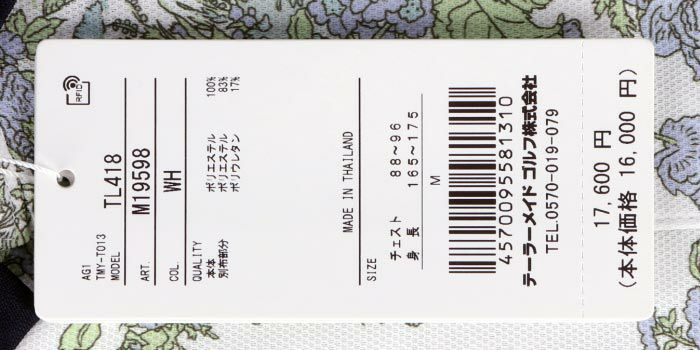 RFID
AG1
TMY-T013
MODEL TL418
ART. M19598
COL. WH
QUALITY
本体 ポリエステル 100%
別布部分 ポリエステル 83%
ポリウレタン 17%
MADE IN THAILAND
SIZE
チェスト 88~96
身 長 165~175
M
4570095581310
テーラーメイド ゴルフ株式会社
TEL.0570-019-079
17,600 円
(本体価格 16,000 円)